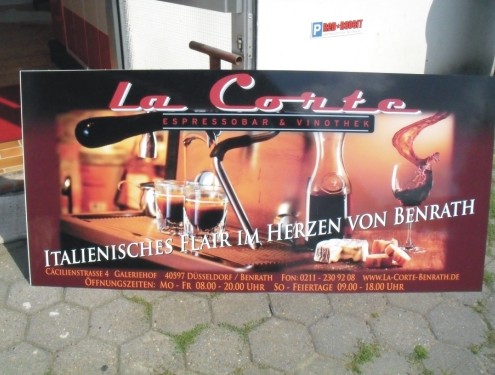 P RAB+ROBBIT
La Corte
ESPRESSOBAR & VINOTHEK
ITALIENISCHES FLAIR IM HERZEN VON BENRATH
CÄCILIENSTRASSE 4 GALERIEHOF 40597 DÜSSELDORF / BENRATH FON: 0211 - 230 92 08 WWW.LA-CORTE-BENRATH.DE
ÖFFNUNGSZEITEN: MO - FR 08.00 - 20.00 UHR SO - FEIERTAGE 09.00 - 18.00 UHR